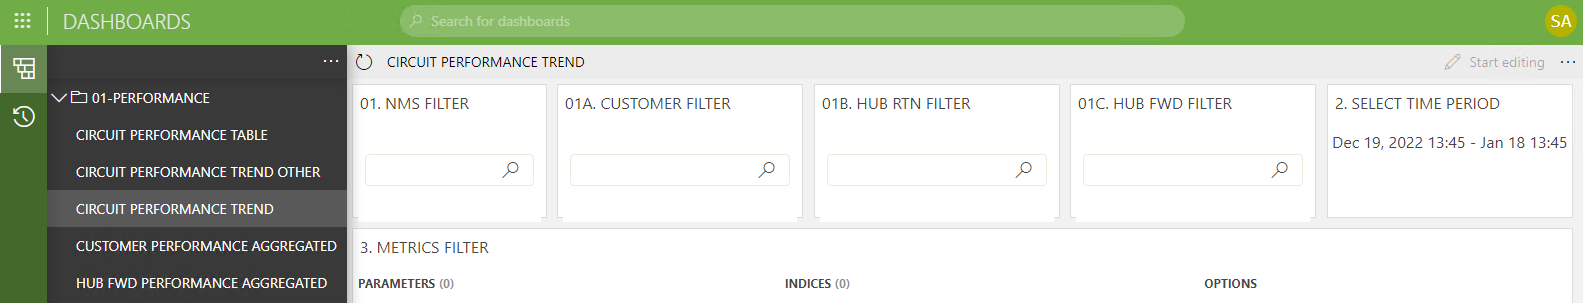 DASHBOARDS
Search for dashboards
SA
CIRCUIT PERFORMANCE TREND
Start editing
01-PERFORMANCE
CIRCUIT PERFORMANCE TABLE
CIRCUIT PERFORMANCE TREND OTHER
CIRCUIT PERFORMANCE TREND
CUSTOMER PERFORMANCE AGGREGATED
HUB FWD PERFORMANCE AGGREGATED
01. NMS FILTER
01A. CUSTOMER FILTER
01B. HUB RTN FILTER
01C. HUB FWD FILTER
2. SELECT TIME PERIOD
Dec 19, 2022 13:45 - Jan 18 13:45
3. METRICS FILTER
PARAMETERS (0)
INDICES (0)
OPTIONS